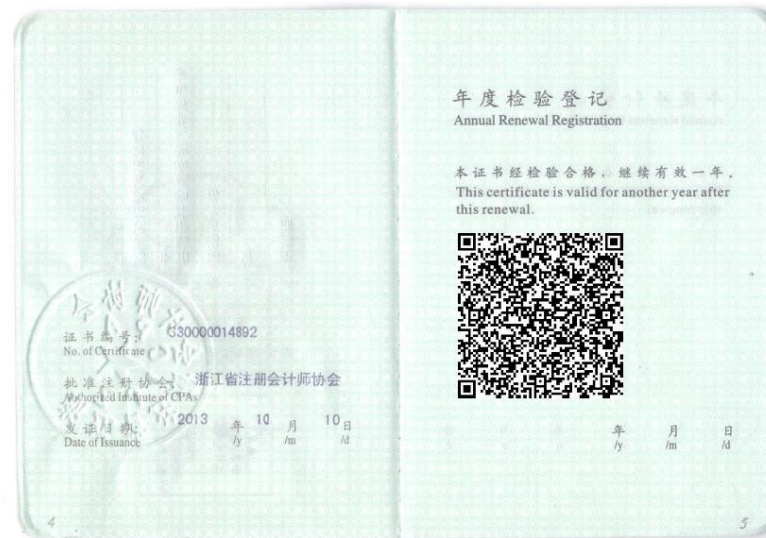 证书编号：330000014892
No. of Certificate
批准注册协会：浙江省注册会计师协会
Authorized Institute of CPAs
发证日期：2013 年 10 月 10 日
Date of Issuance /y /m /d
4
年度检验登记
Annual Renewal Registration
本证书经检验合格，继续有效一年。
This certificate is valid for another year after
this renewal.
年 月 日
/y /m /d
5